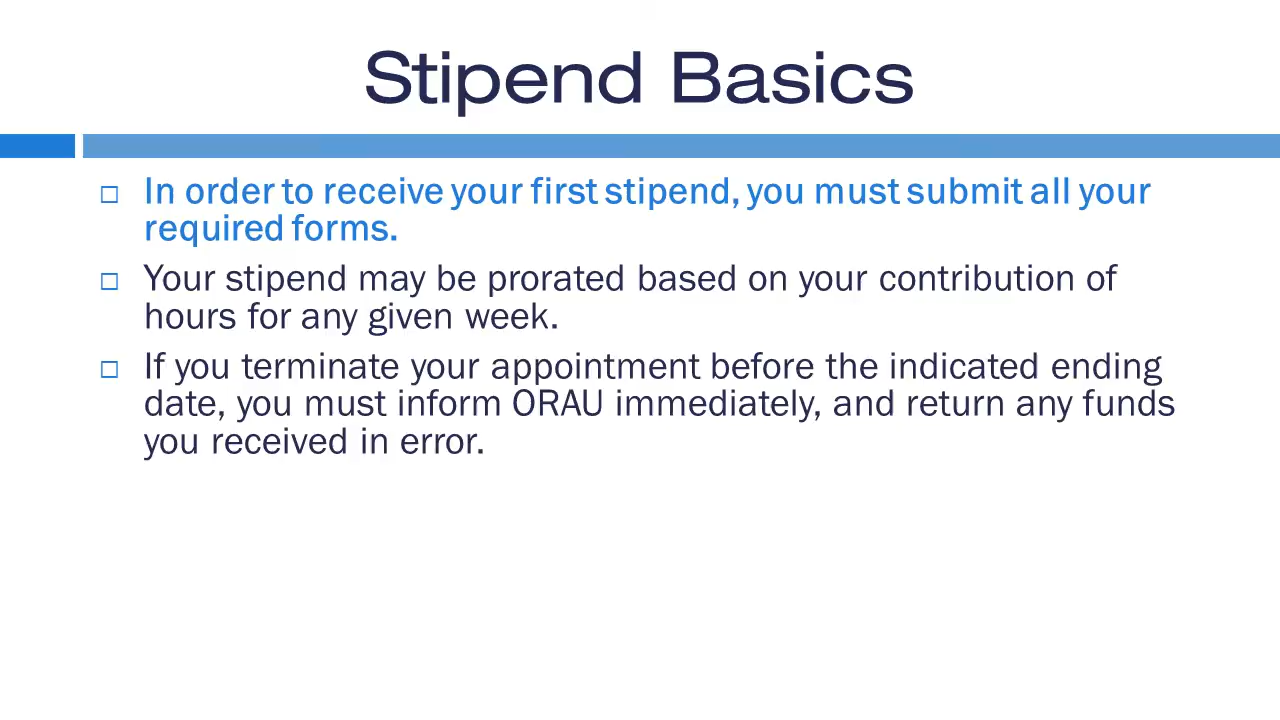 Stipend Basics
In order to receive your first stipend, you must submit all your
required forms.
Your stipend may be prorated based on your contribution of
hours for any given week.
If you terminate your appointment before the indicated ending
date, you must inform ORAU immediately, and return any funds
you received in error.